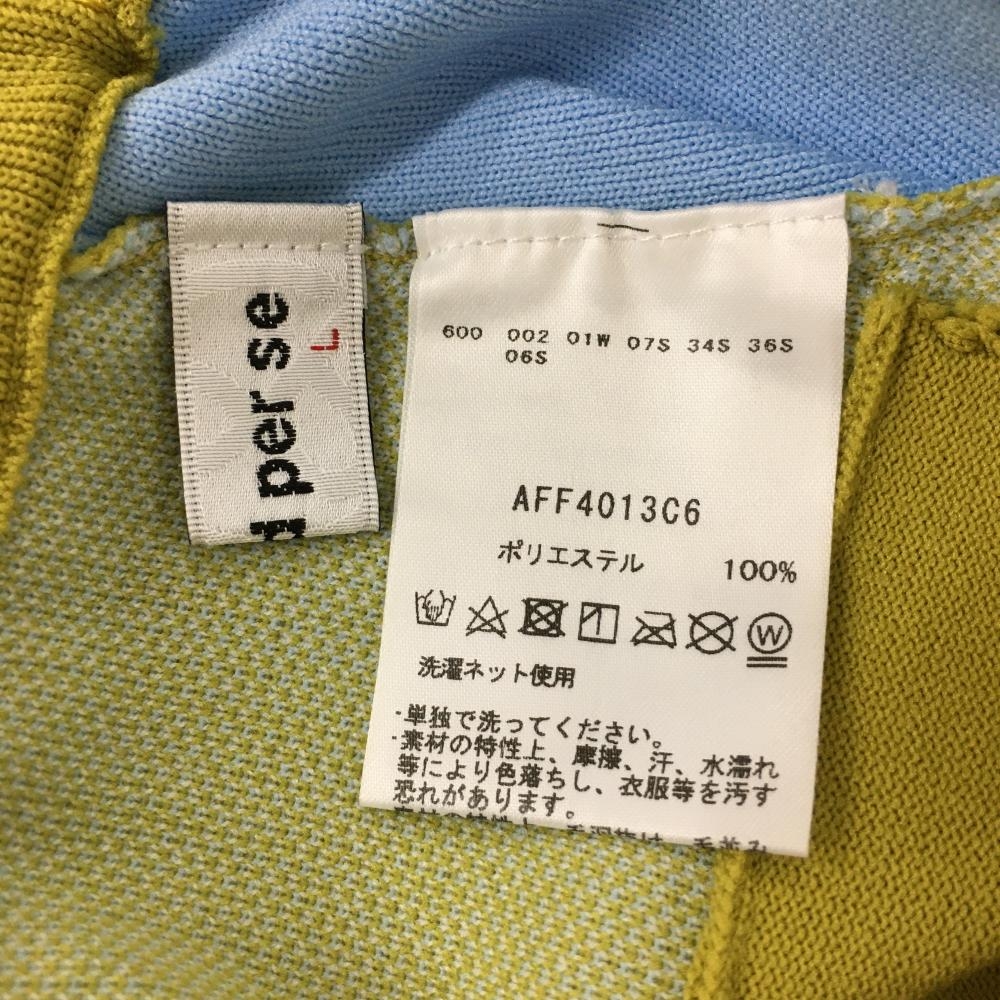 per se
L
600 002 01W 07S 34S 36S
06S
AFF4013C6
ポリエステル 100%
W
洗濯ネット使用
・単独で洗ってください。
・素材の特性上、摩擦、汗、水濡れ
等により色落ちし、衣服等を汚す
恐れがあります。